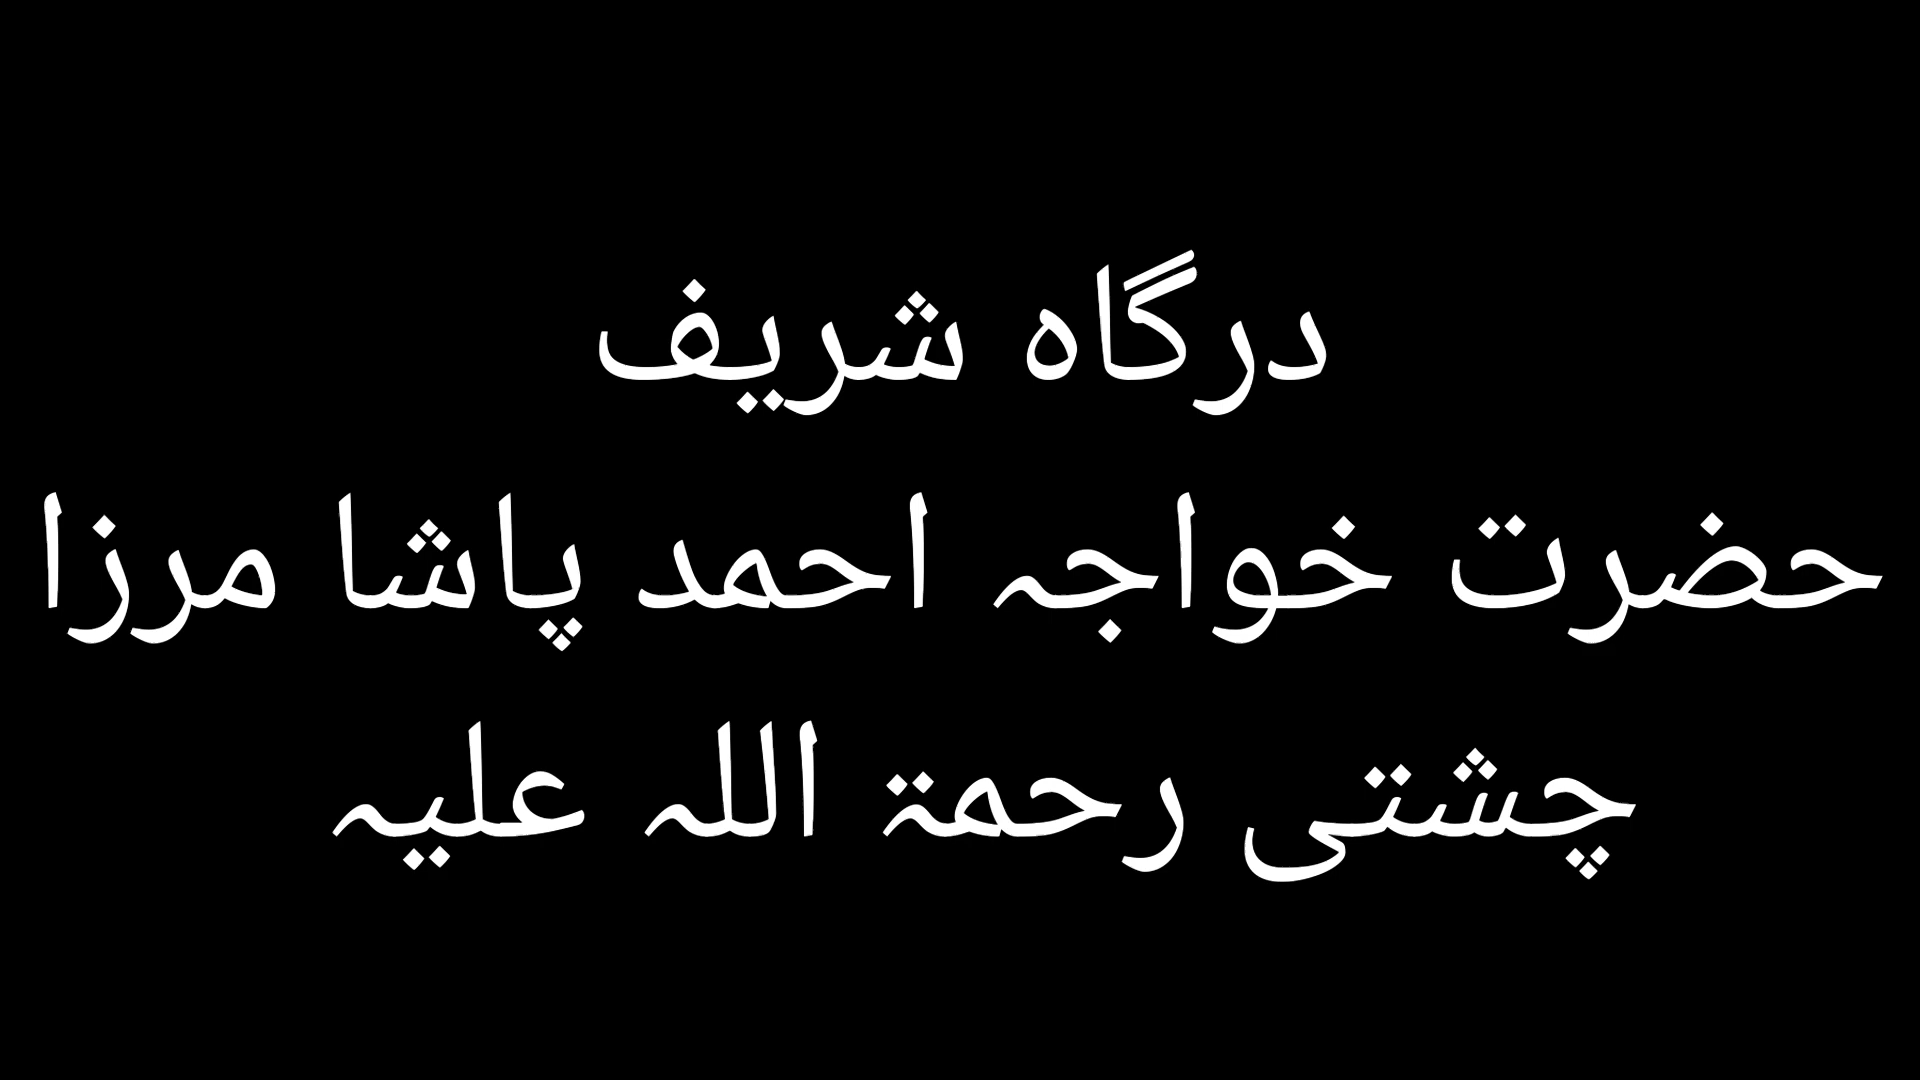 درگاہ شریف
حضرت خواجہ احمد پاشا مرزا
چشتی رحمۃ اللہ علیہ